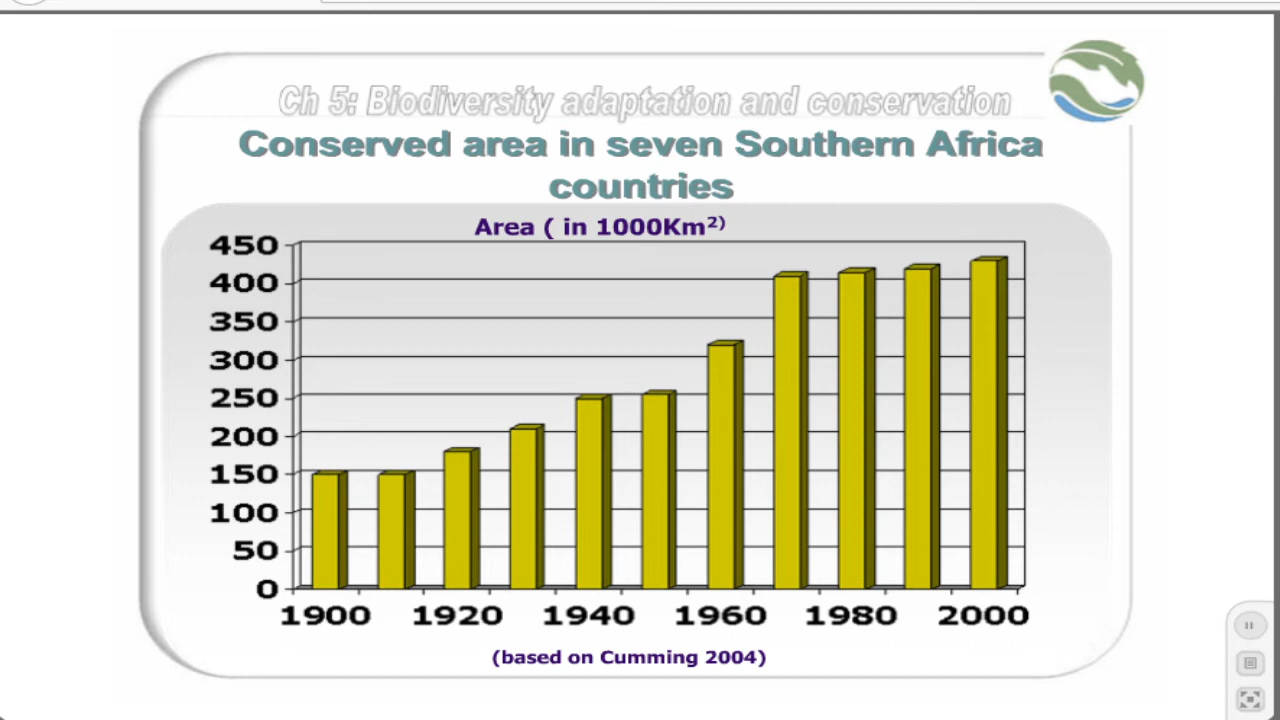 Ch 5: Biodiversity adaptation and conservation
Conserved area in seven Southern Africa
countries
Area ( in 1000Km²)
450
400
350
300
250
200
150
100
50
0
1900 1920 1940 1960 1980 2000
(based on Cumming 2004)